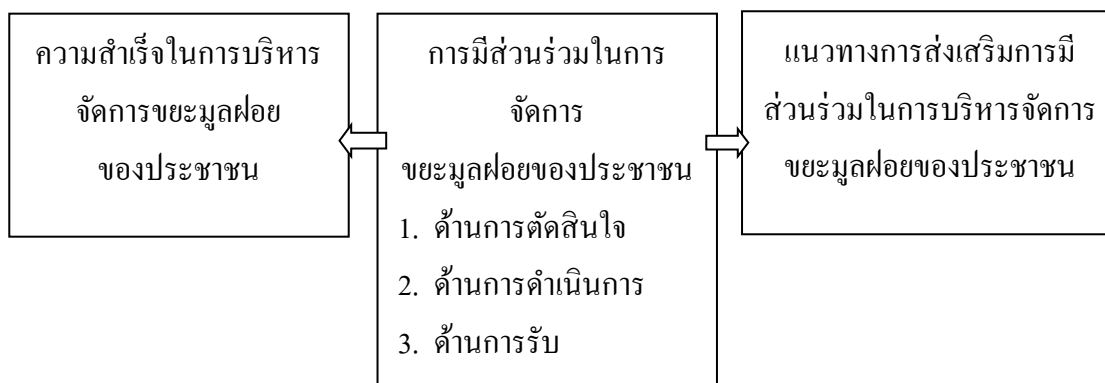 ความสำเร็จในการบริหาร
จัดการขยะมูลฝอย
ของประชาชน
การมีส่วนร่วมในการ
จัดการ
ขยะมูลฝอยของประชาชน
1. ด้านการตัดสินใจ
2. ด้านการดำเนินการ
3. ด้านการรับ
แนวทางการส่งเสริมการมี
ส่วนร่วมในการบริหารจัดการ
ขยะมูลฝอยของประชาชน